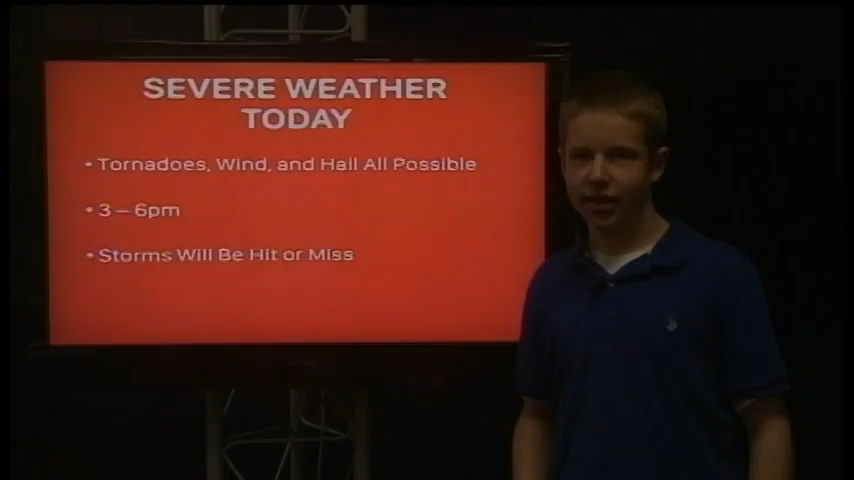 SEVERE WEATHER
TODAY
• Tornadoes, Wind, and Hail All Possible
• 3 – 6pm
• Storms Will Be Hit or Miss